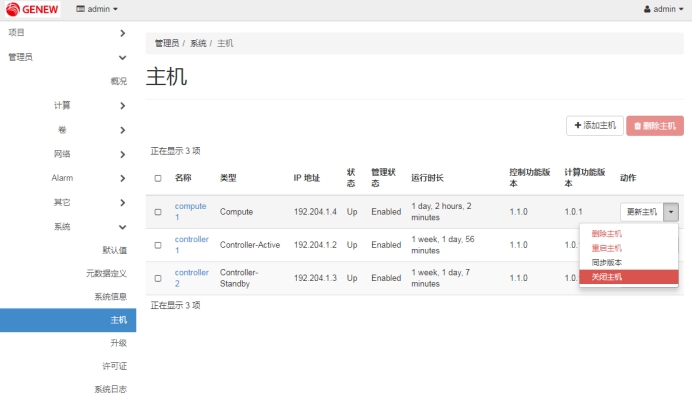 GENEW
admin
admin
项目
管理员
概况
计算
卷
网络
Alarm
其它
系统
默认值
元数据定义
系统信息
主机
升级
许可证
系统日志
管理员 / 系统 / 主机
主机
添加主机
删除主机
正在显示 3 项
名称 类型 IP 地址 状态 管理状态 运行时长 控制功能版本 计算功能版本 动作
compute1 Compute 192.204.1.4 Up Enabled 1 day, 2 hours, 2 minutes 1.1.0 1.0.1 更新主机
controller1 Controller-Active 192.204.1.2 Up Enabled 1 week, 1 day, 56 minutes 1.1.0 1.0.
controller2 Controller-Standby 192.204.1.3 Up Enabled 1 week, 1 day, 7 minutes 1.1.0 1.0.
删除主机
重启主机
同步版本
关闭主机
正在显示 3 项